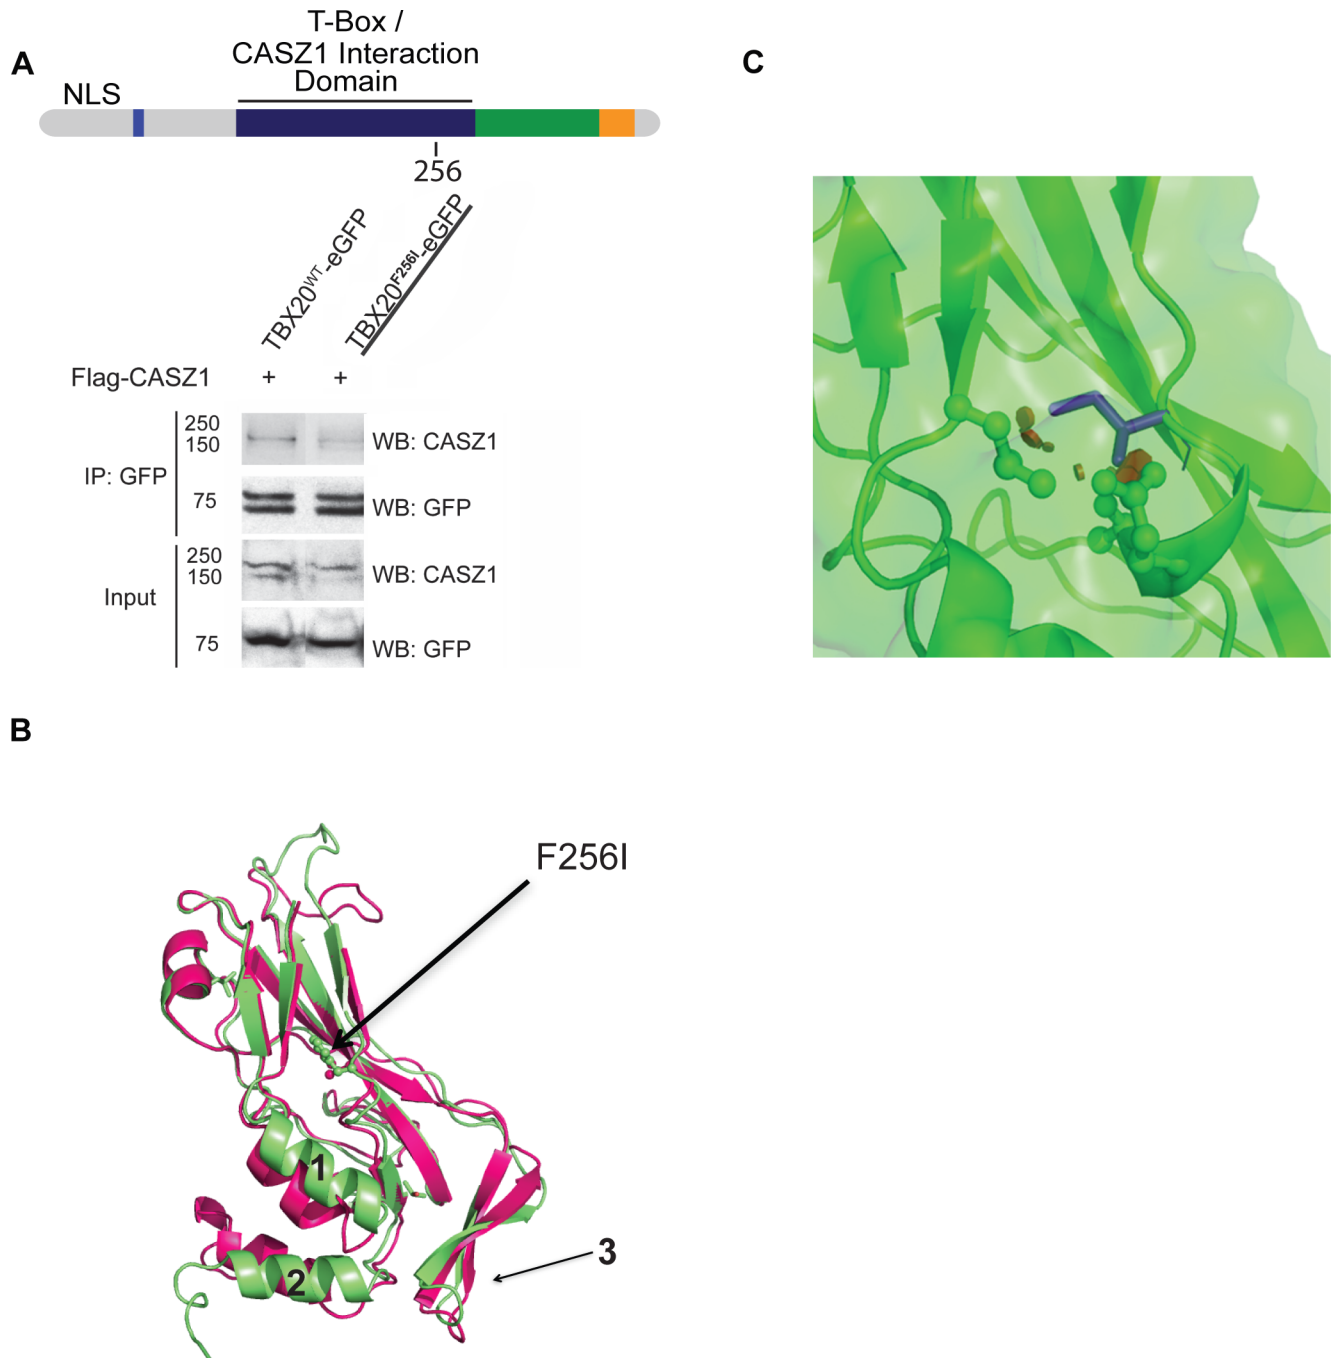 A
T-Box /
CASZ1 Interaction
Domain
NLS
256
TBX20WT-eGFP
TBX20F256I-eGFP
Flag-CASZ1
+ +
IP: GFP
250
150
WB: CASZ1
75
WB: GFP
Input
250
150
WB: CASZ1
75
WB: GFP
C
B
F256I
1
2
3